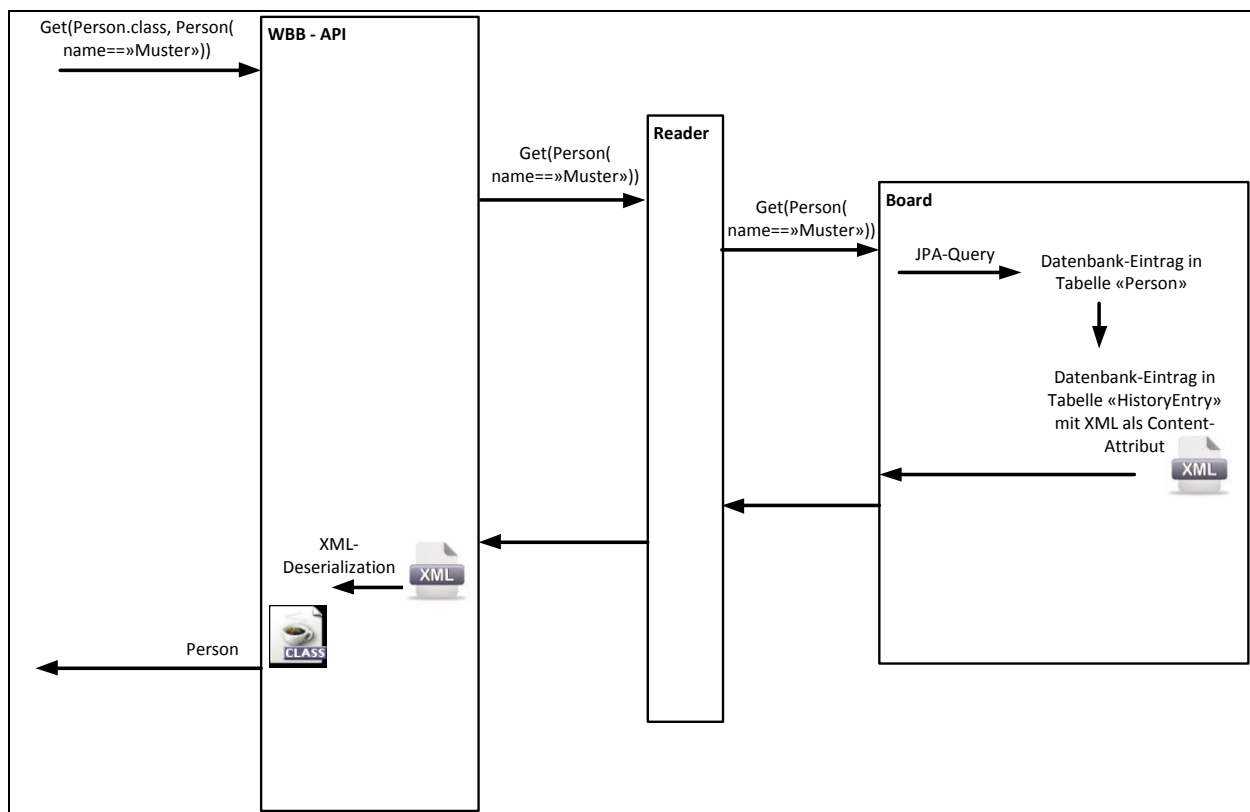 Get(Person.class, Person(
name==»Muster»))
WBB - API
Reader
Get(Person(
name==»Muster»))
Get(Person(
name==»Muster»))
Board
JPA-Query
Datenbank-Eintrag in
Tabelle «Person»
Datenbank-Eintrag in
Tabelle «HistoryEntry»
mit XML als Content-
Attribut
XML
XML-
Deserialization
XML
CLASS
Person